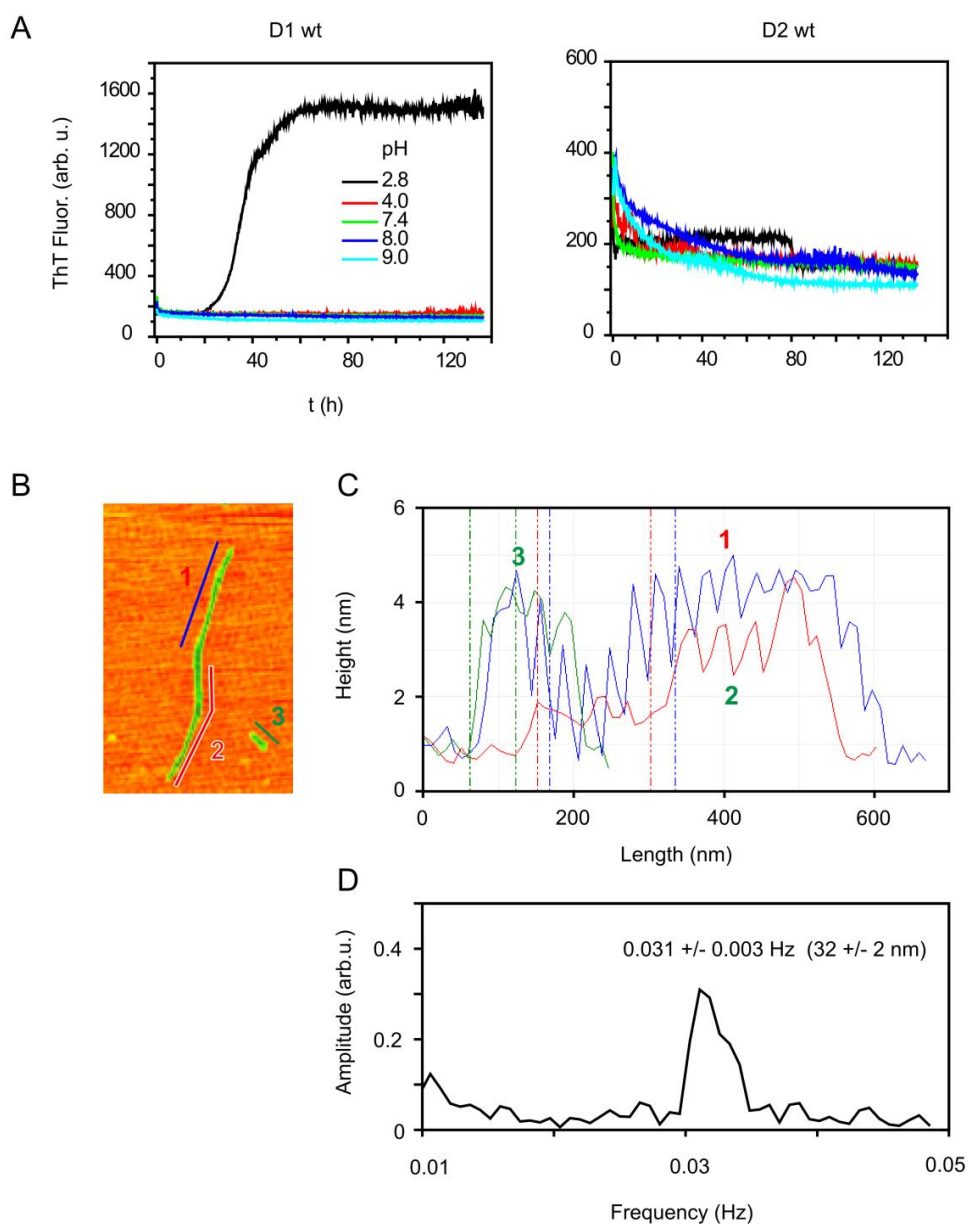 A
D1 wt
D2 wt
ThT Fluor. (arb. u.)
1600
1200
800
400
0
pH
2.8
4.0
7.4
8.0
9.0
0 40 80 120
600
400
200
0
0 40 80 120
t (h)
B
1
2
3
C
Height (nm)
6
4
2
0
3
1
2
0 200 400 600
Length (nm)
D
Amplitude (arb.u.)
0.4
0.2
0
0.031 +/- 0.003 Hz (32 +/- 2 nm)
0.01 0.03 0.05
Frequency (Hz)